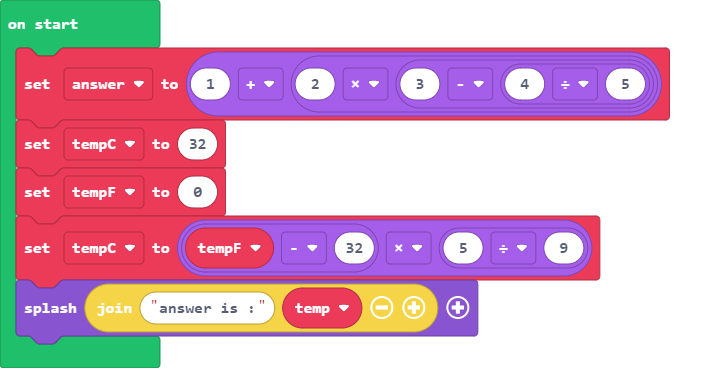 on start
set answer to 1 + 2 × 3 - 4 ÷ 5
set tempC to 32
set tempF to 0
set tempC to tempF - 32 × 5 ÷ 9
splash join "answer is :" temp